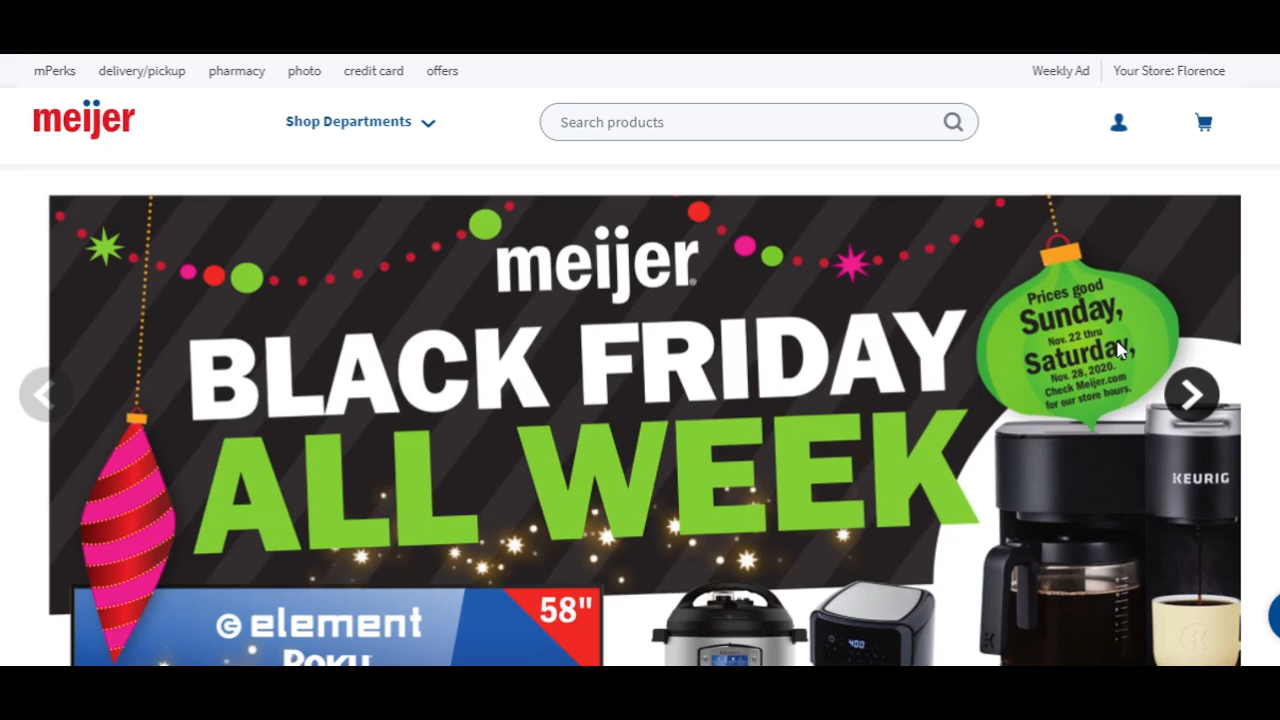 mPerks delivery/pickup pharmacy photo credit card offers Weekly Ad Your Store: Florence
meijer Shop Departments Search products
meijer
BLACK FRIDAY
ALL WEEK
Prices good
Sunday,
Nov. 22 thru
Saturday,
Nov. 28, 2020.
Check Meijer.com
for our store hours.
KEURIG
element 58"
Roku
400